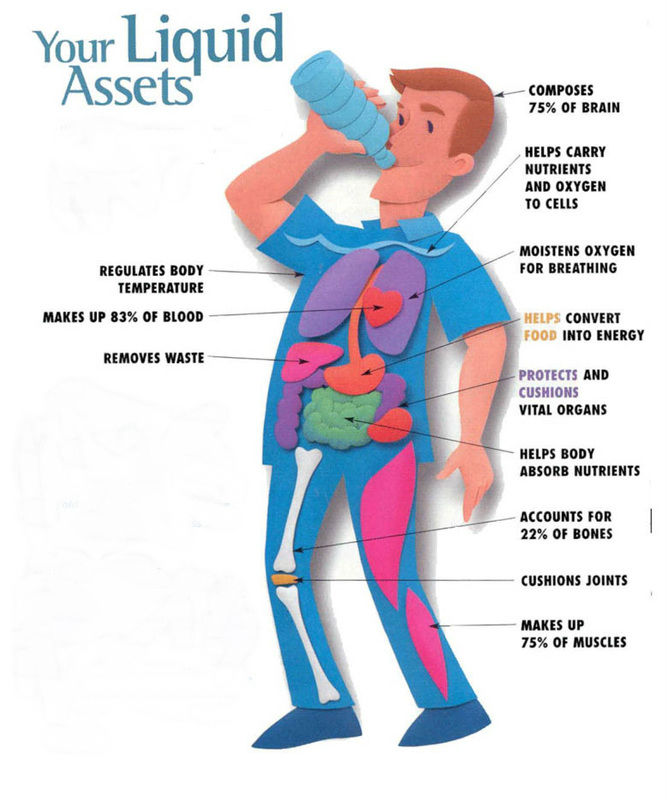 Your Liquid
Assets
COMPOSES
75% OF BRAIN
HELPS CARRY
NUTRIENTS
AND OXYGEN
TO CELLS
MOISTENS OXYGEN
FOR BREATHING
HELPS CONVERT
FOOD INTO ENERGY
PROTECTS AND
CUSHIONS
VITAL ORGANS
HELPS BODY
ABSORB NUTRIENTS
ACCOUNTS FOR
22% OF BONES
CUSHIONS JOINTS
MAKES UP
75% OF MUSCLES
REGULATES BODY
TEMPERATURE
MAKES UP 83% OF BLOOD
REMOVES WASTE